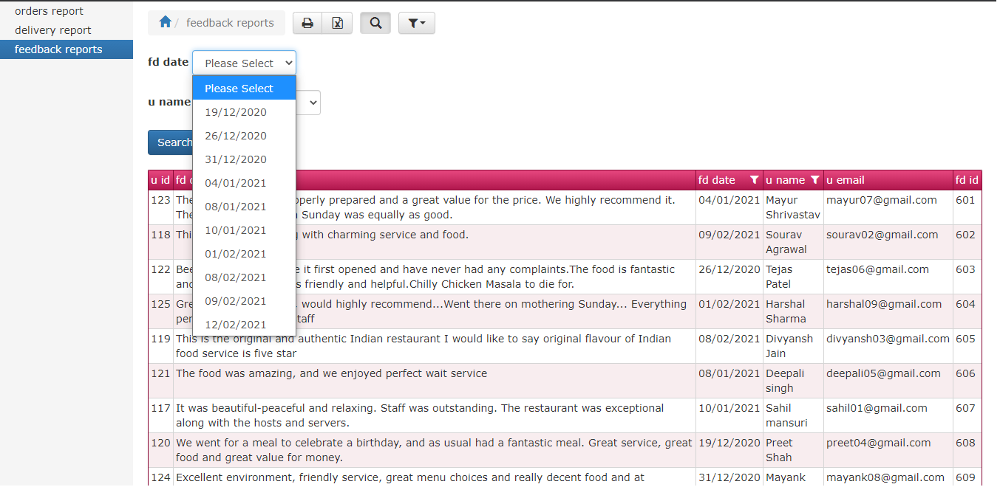 orders report
delivery report
feedback reports
/ feedback reports
fd date Please Select
Please Select
19/12/2020
26/12/2020
31/12/2020
04/01/2021
08/01/2021
10/01/2021
01/02/2021
08/02/2021
09/02/2021
12/02/2021
u name
Search
u id fd fd date u name u email fd id
123 The operly prepared and a great value for the price. We highly recommend it. 04/01/2021 Mayur mayur07@gmail.com 601
The Sunday was equally as good. Shrivastav
118 Thi with charming service and food. 09/02/2021 Sourav sourav02@gmail.com 602
Agrawal
122 Bee it first opened and have never had any complaints.The food is fantastic 26/12/2020 Tejas tejas06@gmail.com 603
and s friendly and helpful.Chilly Chicken Masala to die for. Patel
125 Gre would highly recommend...Went there on mothering Sunday... Everything 01/02/2021 Harshal harshal09@gmail.com 604
per taff Sharma
119 This is the original and authentic Indian restaurant I would like to say original flavour of Indian 08/02/2021 Divyansh divyansh03@gmail.com 605
food service is five star Jain
121 The food was amazing, and we enjoyed perfect wait service 08/01/2021 Deepali deepali05@gmail.com 606
singh
117 It was beautiful-peaceful and relaxing. Staff was outstanding. The restaurant was exceptional 10/01/2021 Sahil sahil01@gmail.com 607
along with the hosts and servers. mansuri
120 We went for a meal to celebrate a birthday, and as usual had a fantastic meal. Great service, great 19/12/2020 Preet preet04@gmail.com 608
food and great value for money. Shah
124 Excellent environment, friendly service, great menu choices and really decent food and at 31/12/2020 Mayank mayank08@gmail.com 609